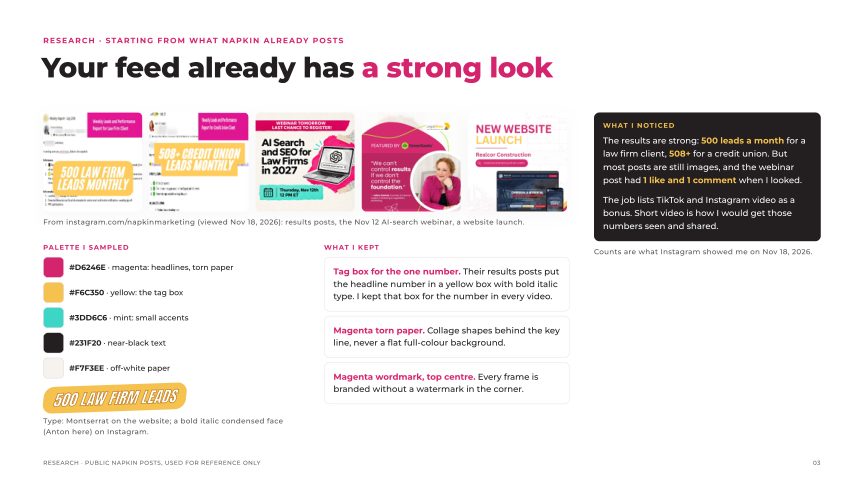 RESEARCH · STARTING FROM WHAT NAPKIN ALREADY POSTS
Your feed already has a strong look
500 LAW FIRM
LEADS MONTHLY
508+ CREDIT UNION
LEADS MONTHLY
WEBINAR TOMORROW
LAST CHANCE TO REGISTER!
AI Search
and SEO for
Law Firms
in 2027
Thursday, Nov 12th
12 PM ET
FEATURED BY
"We can't
control results
if we don't
control the
foundation."
NEW WEBSITE
LAUNCH
Realcor Construction
From instagram.com/napkinmarketing (viewed Nov 18, 2026): results posts, the Nov 12 AI-search webinar, a website launch.
PALETTE I SAMPLED
#D6246E · magenta: headlines, torn paper
#F6C350 · yellow: the tag box
#3DD6C6 · mint: small accents
#231F20 · near-black text
#F7F3EE · off-white paper
500 LAW FIRM LEADS
Type: Montserrat on the website; a bold italic condensed face
(Anton here) on Instagram.
WHAT I KEPT
Tag box for the one number. Their results posts put
the headline number in a yellow box with bold italic
type. I kept that box for the number in every video.
Magenta torn paper. Collage shapes behind the key
line, never a flat full-colour background.
Magenta wordmark, top centre. Every frame is
branded without a watermark in the corner.
WHAT I NOTICED
The results are strong: 500 leads a month for a
law firm client, 508+ for a credit union. But
most posts are still images, and the webinar
post had 1 like and 1 comment when I looked.
The job lists TikTok and Instagram video as a
bonus. Short video is how I would get those
numbers seen and shared.
Counts are what Instagram showed me on Nov 18, 2026.
RESEARCH · PUBLIC NAPKIN POSTS, USED FOR REFERENCE ONLY
03